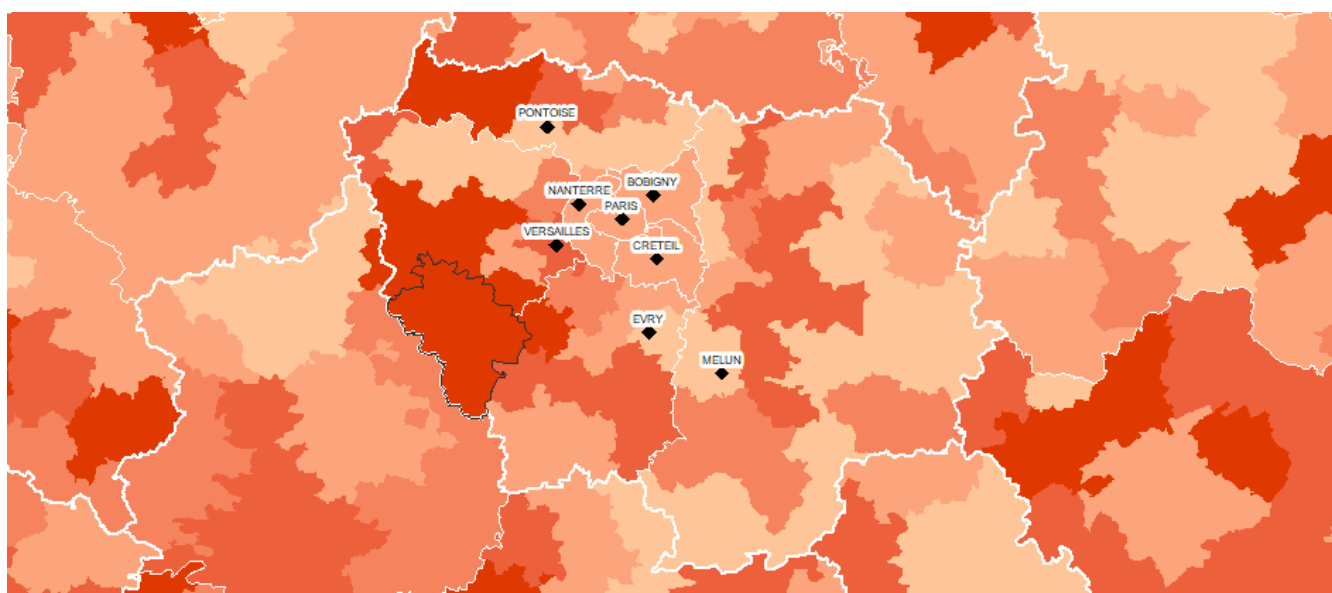 PONTOISE
BOBIGNY
NANTERRE
PARIS
VERSAILLES
CRETEIL
EVRY
MELUN